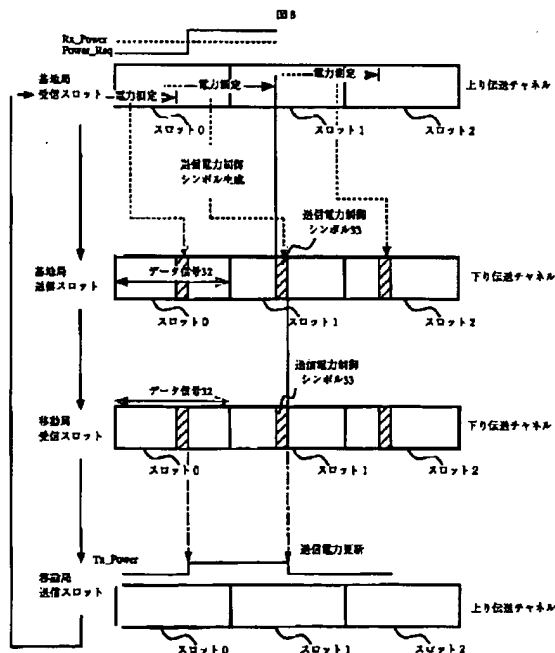 図8
Rx_Power
Power_Req
基地局
受信スロット
電力測定
電力測定
電力測定
上り伝送チャネル
スロット0
スロット1
スロット2
送信電力制御
シンボル生成
送信電力制御
シンボル33
基地局
送信スロット
データ信号32
下り伝送チャネル
スロット0
スロット1
スロット2
送信電力制御
シンボル33
データ信号32
移動局
受信スロット
下り伝送チャネル
スロット0
スロット1
スロット2
送信電力更新
Tx_Power
移動局
送信スロット
上り伝送チャネル
スロット0
スロット1
スロット2